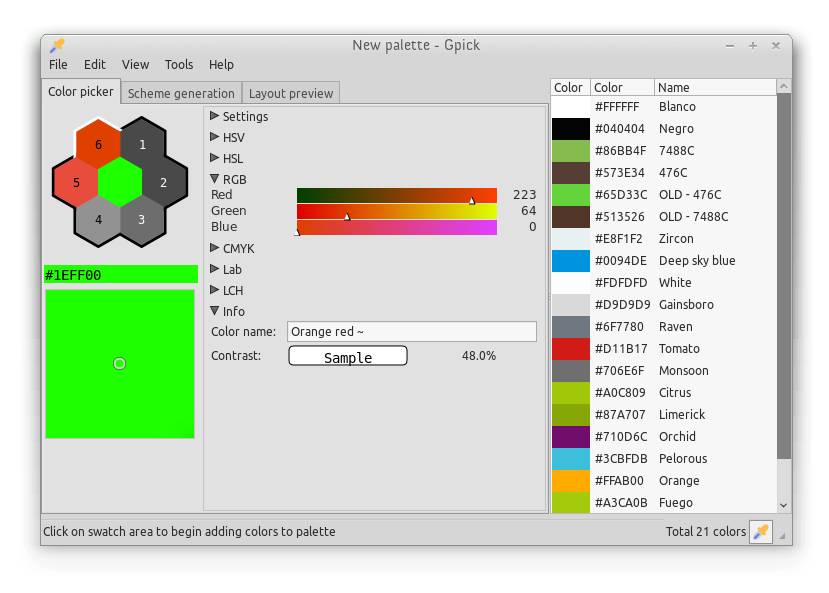 New palette - Gpick
File Edit View Tools Help
Color picker Scheme generation Layout preview
6 1
5 2
4 3
#1EFF00
Settings
HSV
HSL
RGB
Red 223
Green 64
Blue 0
CMYK
Lab
LCH
Info
Color name: Orange red ~
Contrast: Sample 48.0%
Color Color Name
#FFFFFF Blanco
#040404 Negro
#86BB4F 7488C
#573E34 476C
#65D33C OLD - 476C
#513526 OLD - 7488C
#E8F1F2 Zircon
#0094DE Deep sky blue
#FDFDFD White
#D9D9D9 Gainsboro
#6F7780 Raven
#D11B17 Tomato
#706E6F Monsoon
#A0C809 Citrus
#87A707 Limerick
#710D6C Orchid
#3CBFDB Pelorous
#FFAB00 Orange
#A3CA0B Fuego
Click on swatch area to begin adding colors to palette
Total 21 colors